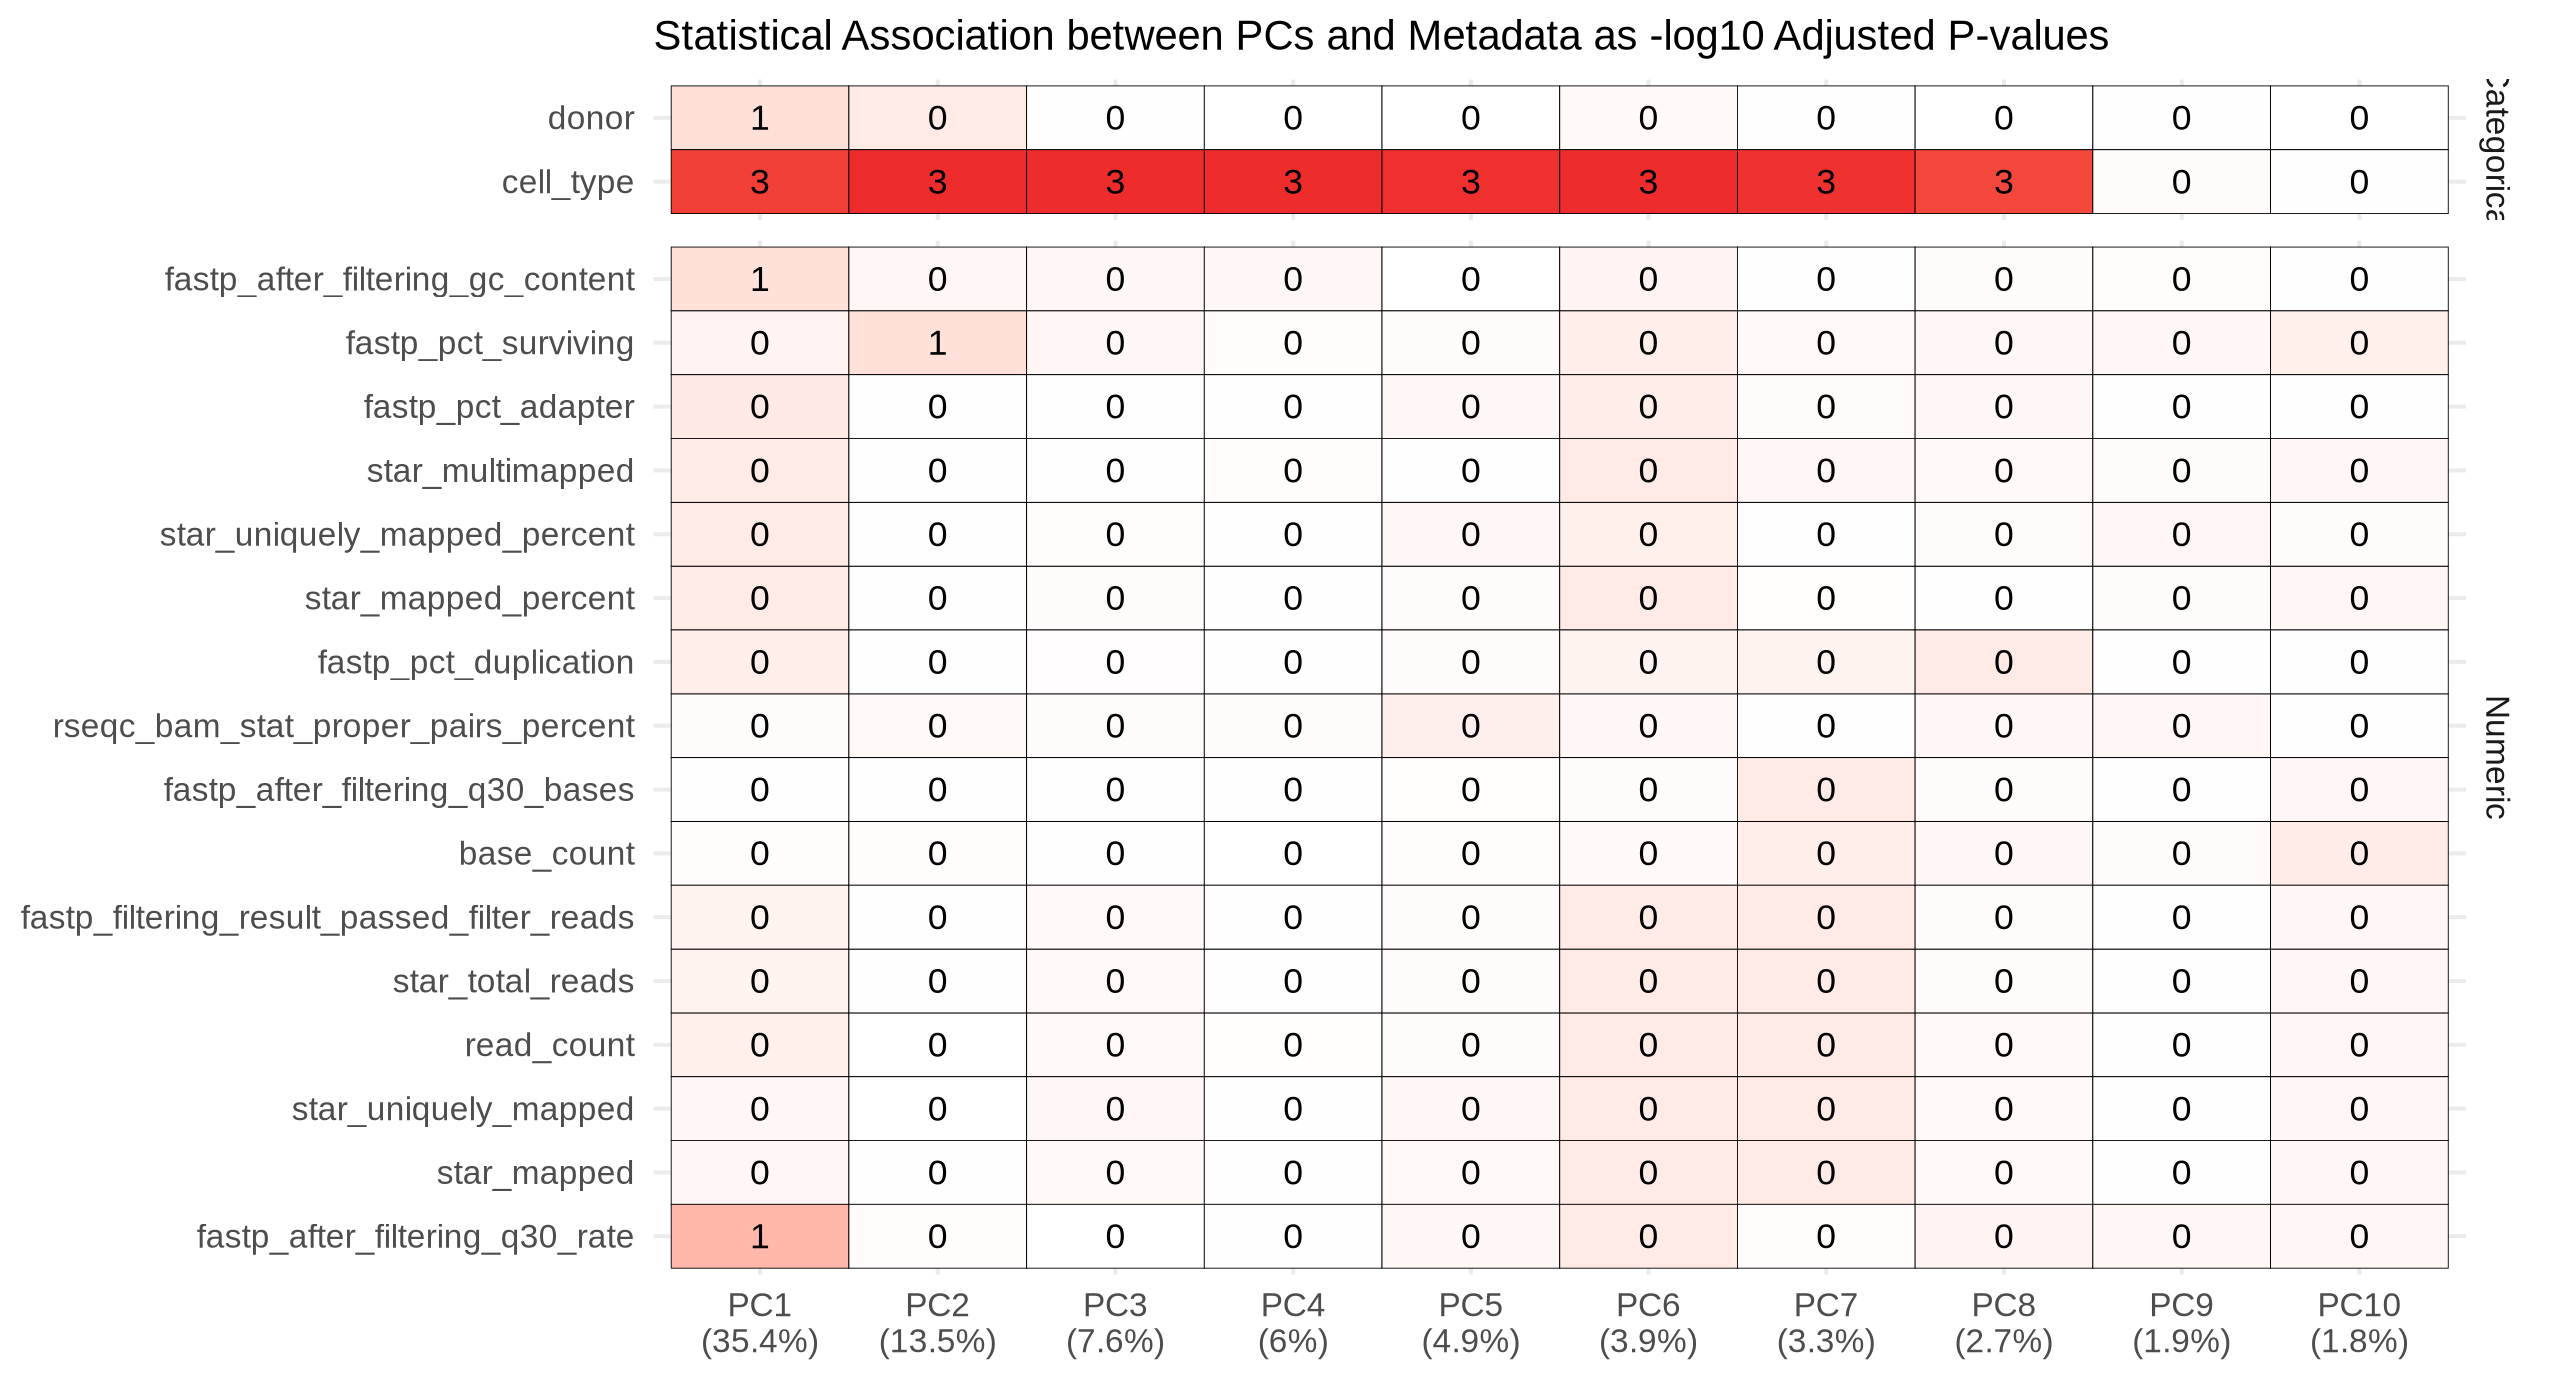 Statistical Association between PCs and Metadata as -log10 Adjusted P-values
donor 1 0 0 0 0 0 0 0 0 0
cell_type 3 3 3 3 3 3 3 3 0 0
fastp_after_filtering_gc_content 1 0 0 0 0 0 0 0 0 0
fastp_pct_surviving 0 1 0 0 0 0 0 0 0 0
fastp_pct_adapter 0 0 0 0 0 0 0 0 0 0
star_multimapped 0 0 0 0 0 0 0 0 0 0
star_uniquely_mapped_percent 0 0 0 0 0 0 0 0 0 0
star_mapped_percent 0 0 0 0 0 0 0 0 0 0
fastp_pct_duplication 0 0 0 0 0 0 0 0 0 0
rseqc_bam_stat_proper_pairs_percent 0 0 0 0 0 0 0 0 0 0
fastp_after_filtering_q30_bases 0 0 0 0 0 0 0 0 0 0
base_count 0 0 0 0 0 0 0 0 0 0
fastp_filtering_result_passed_filter_reads 0 0 0 0 0 0 0 0 0 0
star_total_reads 0 0 0 0 0 0 0 0 0 0
read_count 0 0 0 0 0 0 0 0 0 0
star_uniquely_mapped 0 0 0 0 0 0 0 0 0 0
star_mapped 0 0 0 0 0 0 0 0 0 0
fastp_after_filtering_q30_rate 1 0 0 0 0 0 0 0 0 0
PC1 PC2 PC3 PC4 PC5 PC6 PC7 PC8 PC9 PC10
(35.4%) (13.5%) (7.6%) (6%) (4.9%) (3.9%) (3.3%) (2.7%) (1.9%) (1.8%)
Numeric